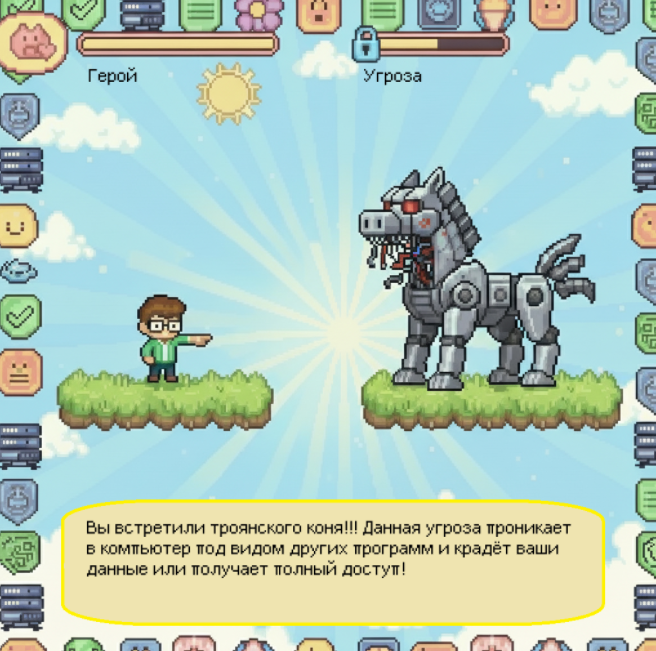 Герой
Угроза
Вы встретили троянского коня!!! Данная угроза проникает
в компьютер под видом других программ и крадёт ваши
данные или получает полный доступ!